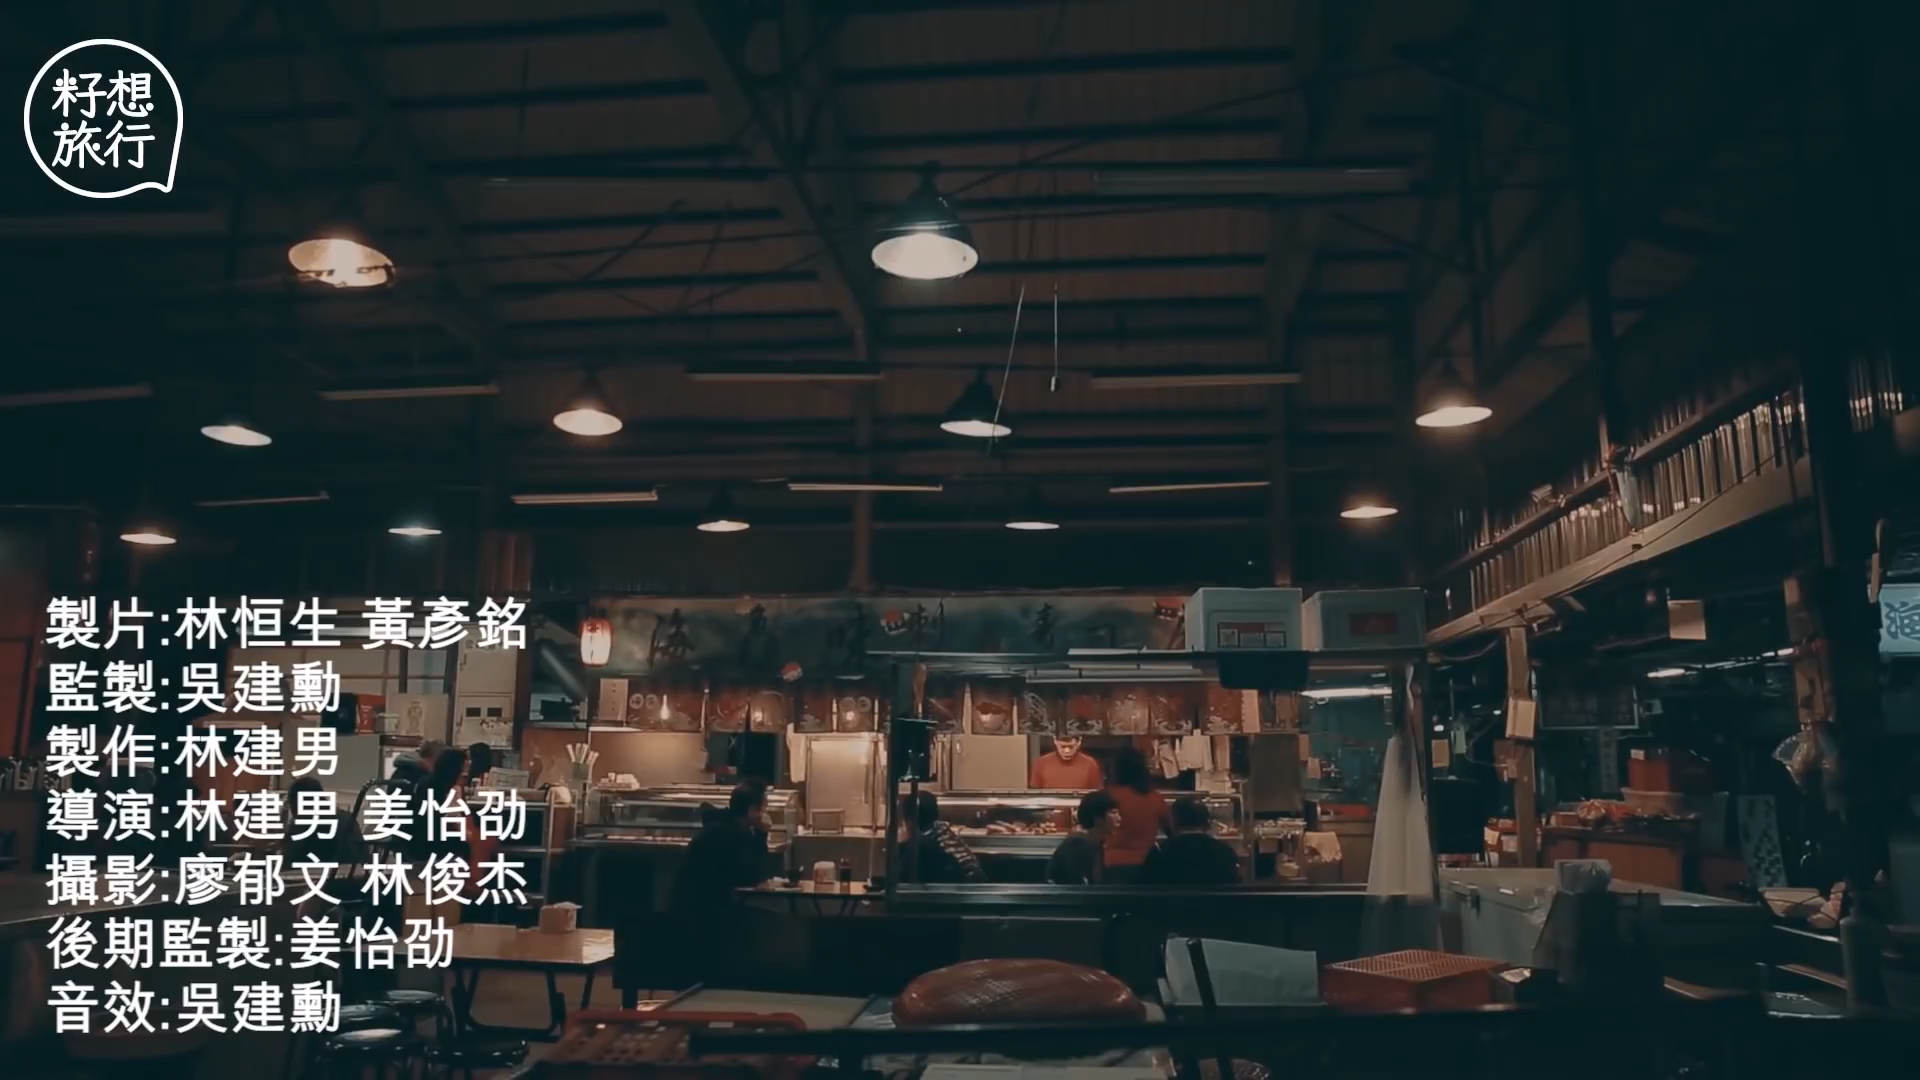 籽想
旅行
製片:林恒生 黃彥銘
監製:吳建勳
製作:林建男
導演:林建男 姜怡劭
攝影:廖郁文 林俊杰
後期監製:姜怡劭
音效:吳建勳